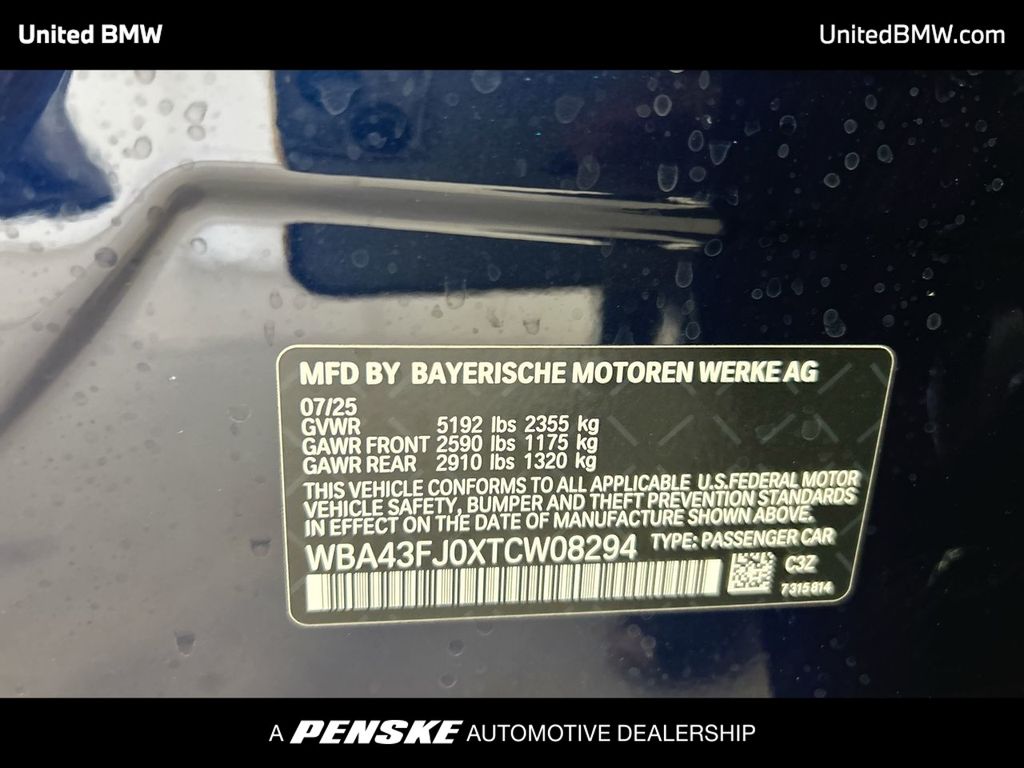 United BMW
UnitedBMW.com
MFD BY BAYERISCHE MOTOREN WERKE AG
07/25
GVWR 5192 lbs 2355 kg
GAWR FRONT 2590 lbs 1175 kg
GAWR REAR 2910 lbs 1320 kg
THIS VEHICLE CONFORMS TO ALL APPLICABLE U.S.FEDERAL MOTOR
VEHICLE SAFETY, BUMPER AND THEFT PREVENTION STANDARDS
IN EFFECT ON THE DATE OF MANUFACTURE SHOWN ABOVE.
WBA43FJ0XTCW08294 TYPE: PASSENGER CAR
C3Z
7315814
A PENSKE AUTOMOTIVE DEALERSHIP